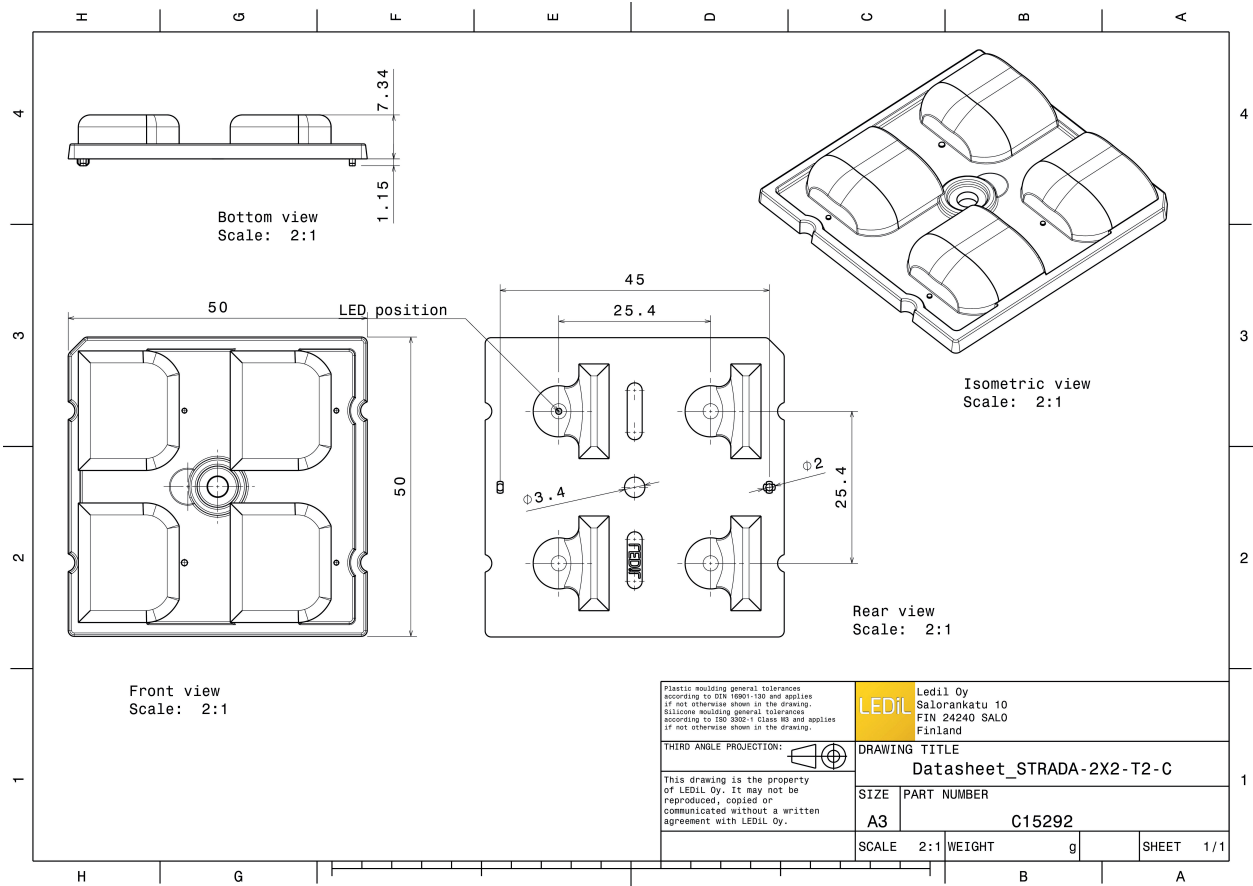 H G F E D C B A
4
4
7.34
1.15
Bottom view
Scale: 2:1
50
LED position
45
25.4
3
3
Isometric view
Scale: 2:1
50
ϕ3.4
ϕ2
25.4
LEDiL
2
2
Rear view
Scale: 2:1
Front view
Scale: 2:1
Plastic moulding general tolerances
according to DIN 16901-130 and applies
if not otherwise shown in the drawing.
Silicone moulding general tolerances
according to ISO 3302-1 Class M3 and applies
if not otherwise shown in the drawing.
LEDiL
Ledil Oy
Salorankatu 10
FIN 24240 SALO
Finland
THIRD ANGLE PROJECTION:
DRAWING TITLE
Datasheet_STRADA-2X2-T2-C
1
1
This drawing is the property
of LEDiL Oy. It may not be
reproduced, copied or
communicated without a written
agreement with LEDiL Oy.
SIZE PART NUMBER
A3 C15292
SCALE 2:1 WEIGHT g SHEET 1/1
H G B A